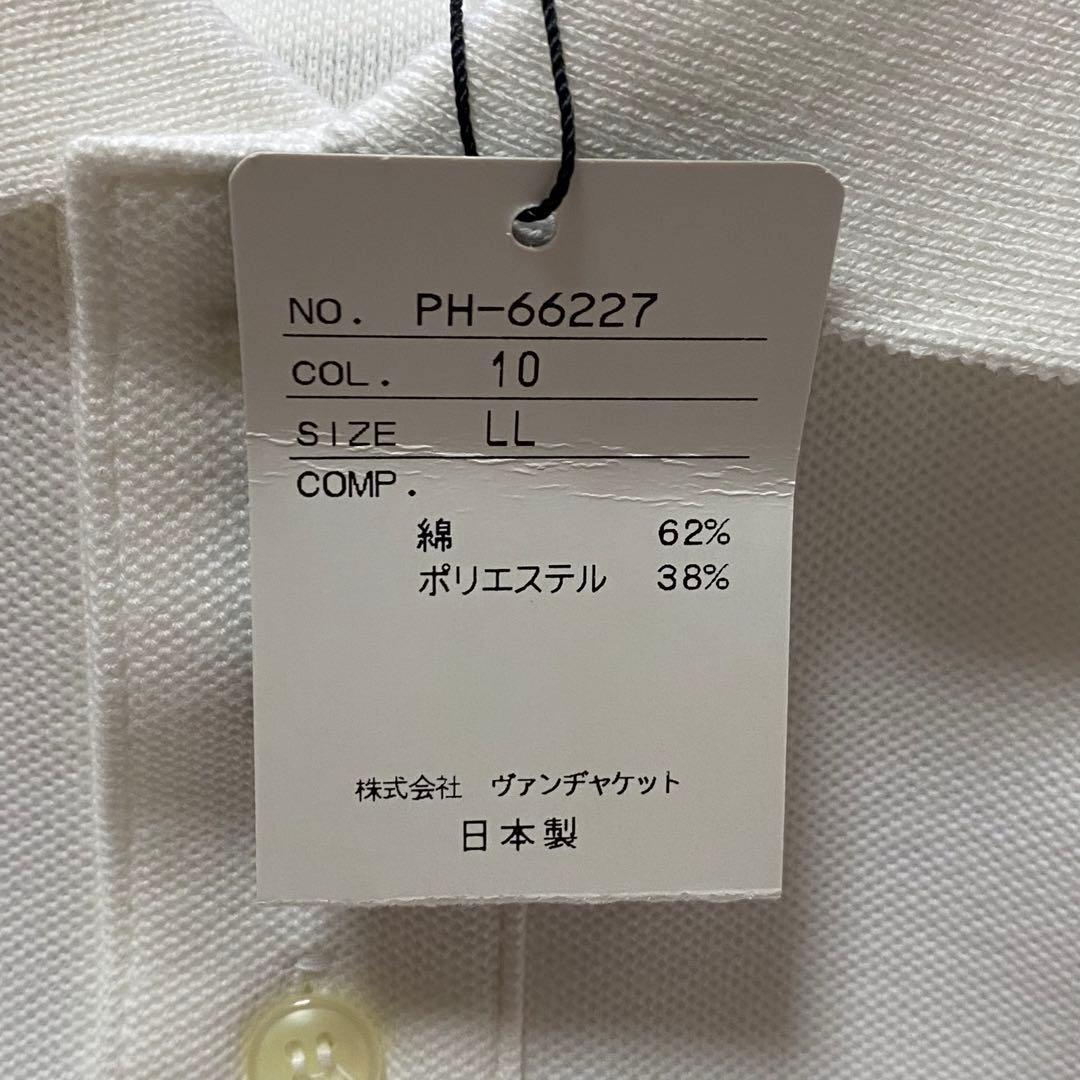 NO. PH-66227
COL. 10
SIZE LL
COMP.
綿 62%
ポリエステル 38%
株式会社 ヴァンヂャケット
日本製